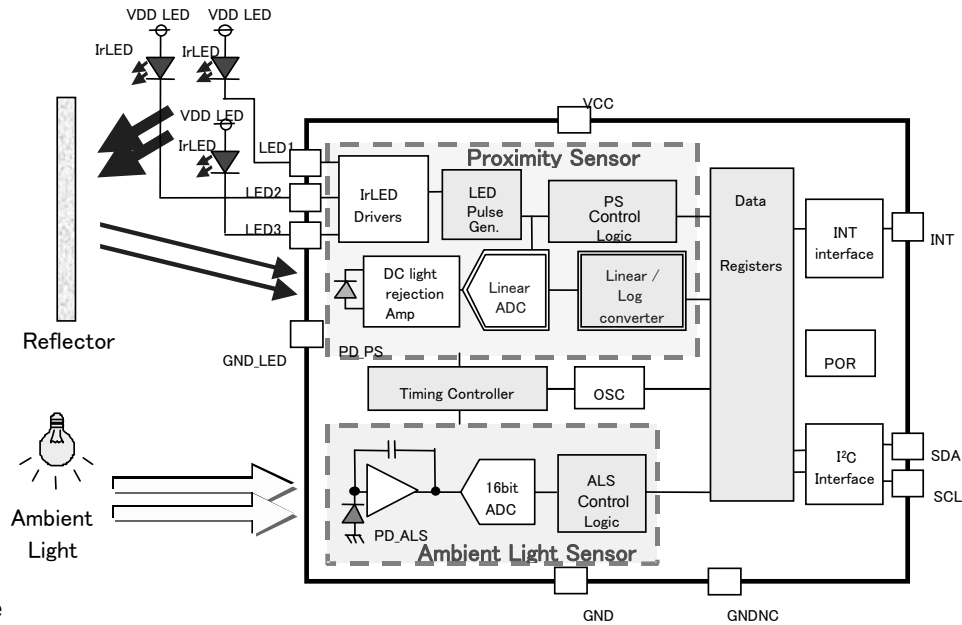 VDD LED
VDD LED
IrLED
IrLED
VDD LED
IrLED
LED1
LED2
LED3
VCC
Proximity Sensor
IrLED
Drivers
LED
Pulse
Gen.
PS
Control
Logic
Data
Registers
INT
interface
INT
DC light
rejection
Amp
Linear
ADC
Linear /
Log
converter
Reflector
GND_LED
PD_PS
POR
Timing Controller
OSC
Ambient
Light
16bit
ADC
ALS
Control
Logic
I²C
Interface
SDA
SCL
PD_ALS
Ambient Light Sensor
GND
GNDNC
e